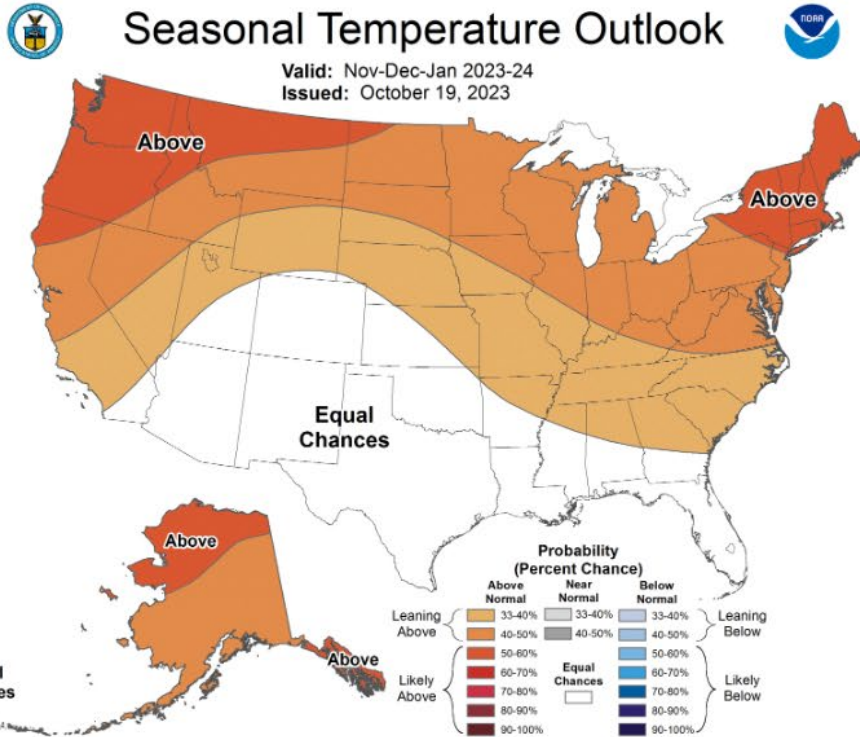 Seasonal Temperature Outlook
NOAA
Valid: Nov-Dec-Jan 2023-24
Issued: October 19, 2023
Above
Above
Equal
Chances
Above
Above
Probability
(Percent Chance)
Above
Normal
Near
Normal
Below
Normal
Leaning
Above
33-40%
40-50%
33-40%
40-50%
33-40%
40-50%
Leaning
Below
Likely
Above
50-60%
60-70%
70-80%
80-90%
90-100%
Equal
Chances
50-60%
60-70%
70-80%
80-90%
90-100%
Likely
Below